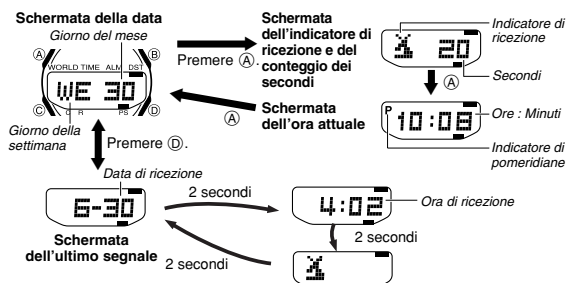 Schermata della data
Giorno del mese
A
B
WORLD TIME ALM DST
WE 30
C
C R
PS
D
Giorno della
settimana
Premere Ⓐ.
Schermata
dell'indicatore di
ricezione e del
conteggio dei
secondi
Indicatore di
ricezione
20
Secondi
Ⓐ
Ⓐ
Schermata
dell'ora attuale
P
10:08
Ore : Minuti
Indicatore di
pomeridiane
Premere Ⓓ.
Data di ricezione
6-30
Schermata
dell'ultimo segnale
2 secondi
4:02
Ora di ricezione
2 secondi
2 secondi